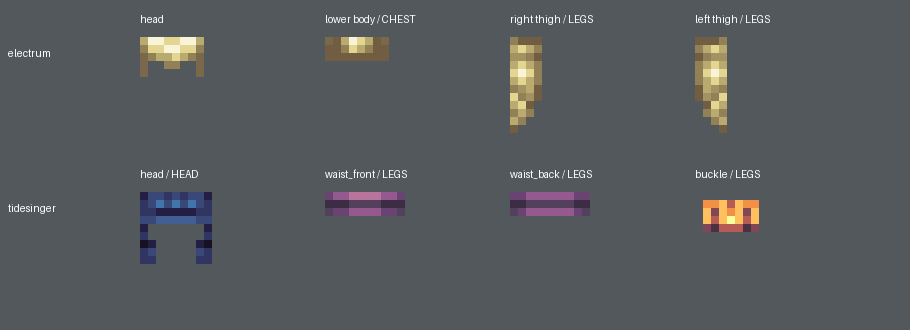 head lower body / CHEST right thigh / LEGS left thigh / LEGS
electrum
head / HEAD waist_front / LEGS waist_back / LEGS buckle / LEGS
tidesinger